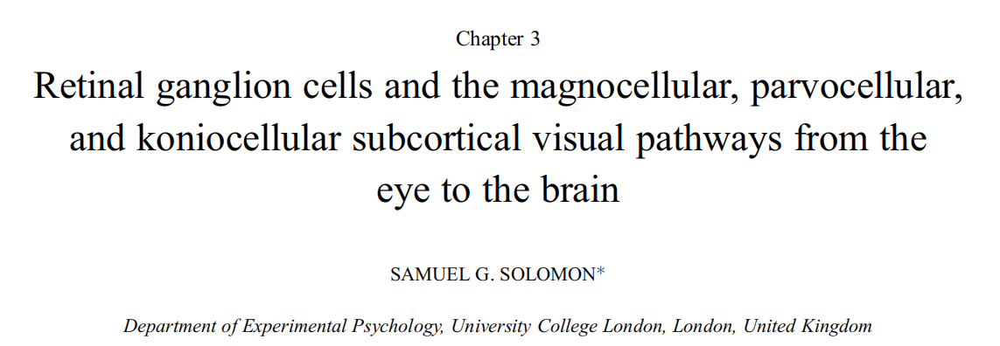 Chapter 3
Retinal ganglion cells and the magnocellular, parvocellular,
and koniocellular subcortical visual pathways from the
eye to the brain
SAMUEL G. SOLOMON*
Department of Experimental Psychology, University College London, London, United Kingdom